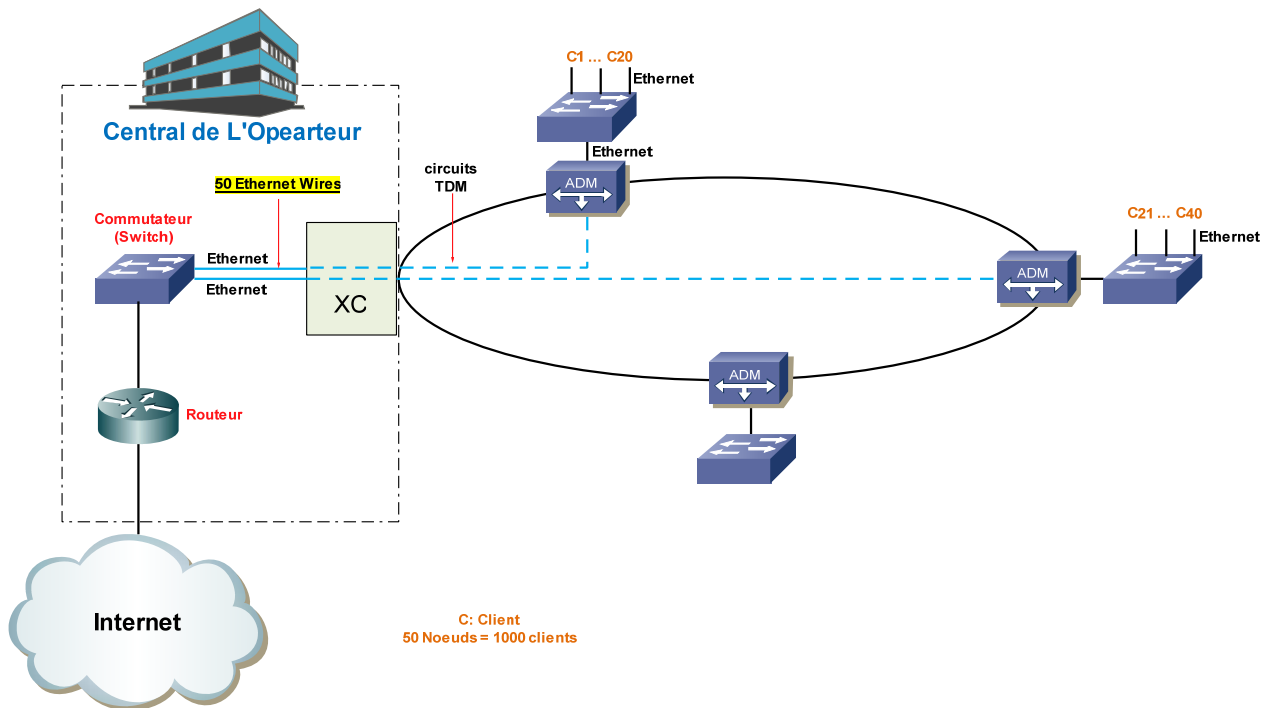 C1 ... C20
Ethernet
Central de L'Opearteur
Ethernet
circuits
TDM
ADM
50 Ethernet Wires
Commutateur
(Switch)
C21 ... C40
Ethernet
Ethernet
ADM
Ethernet
XC
ADM
Routeur
Internet
C: Client
50 Noeuds = 1000 clients